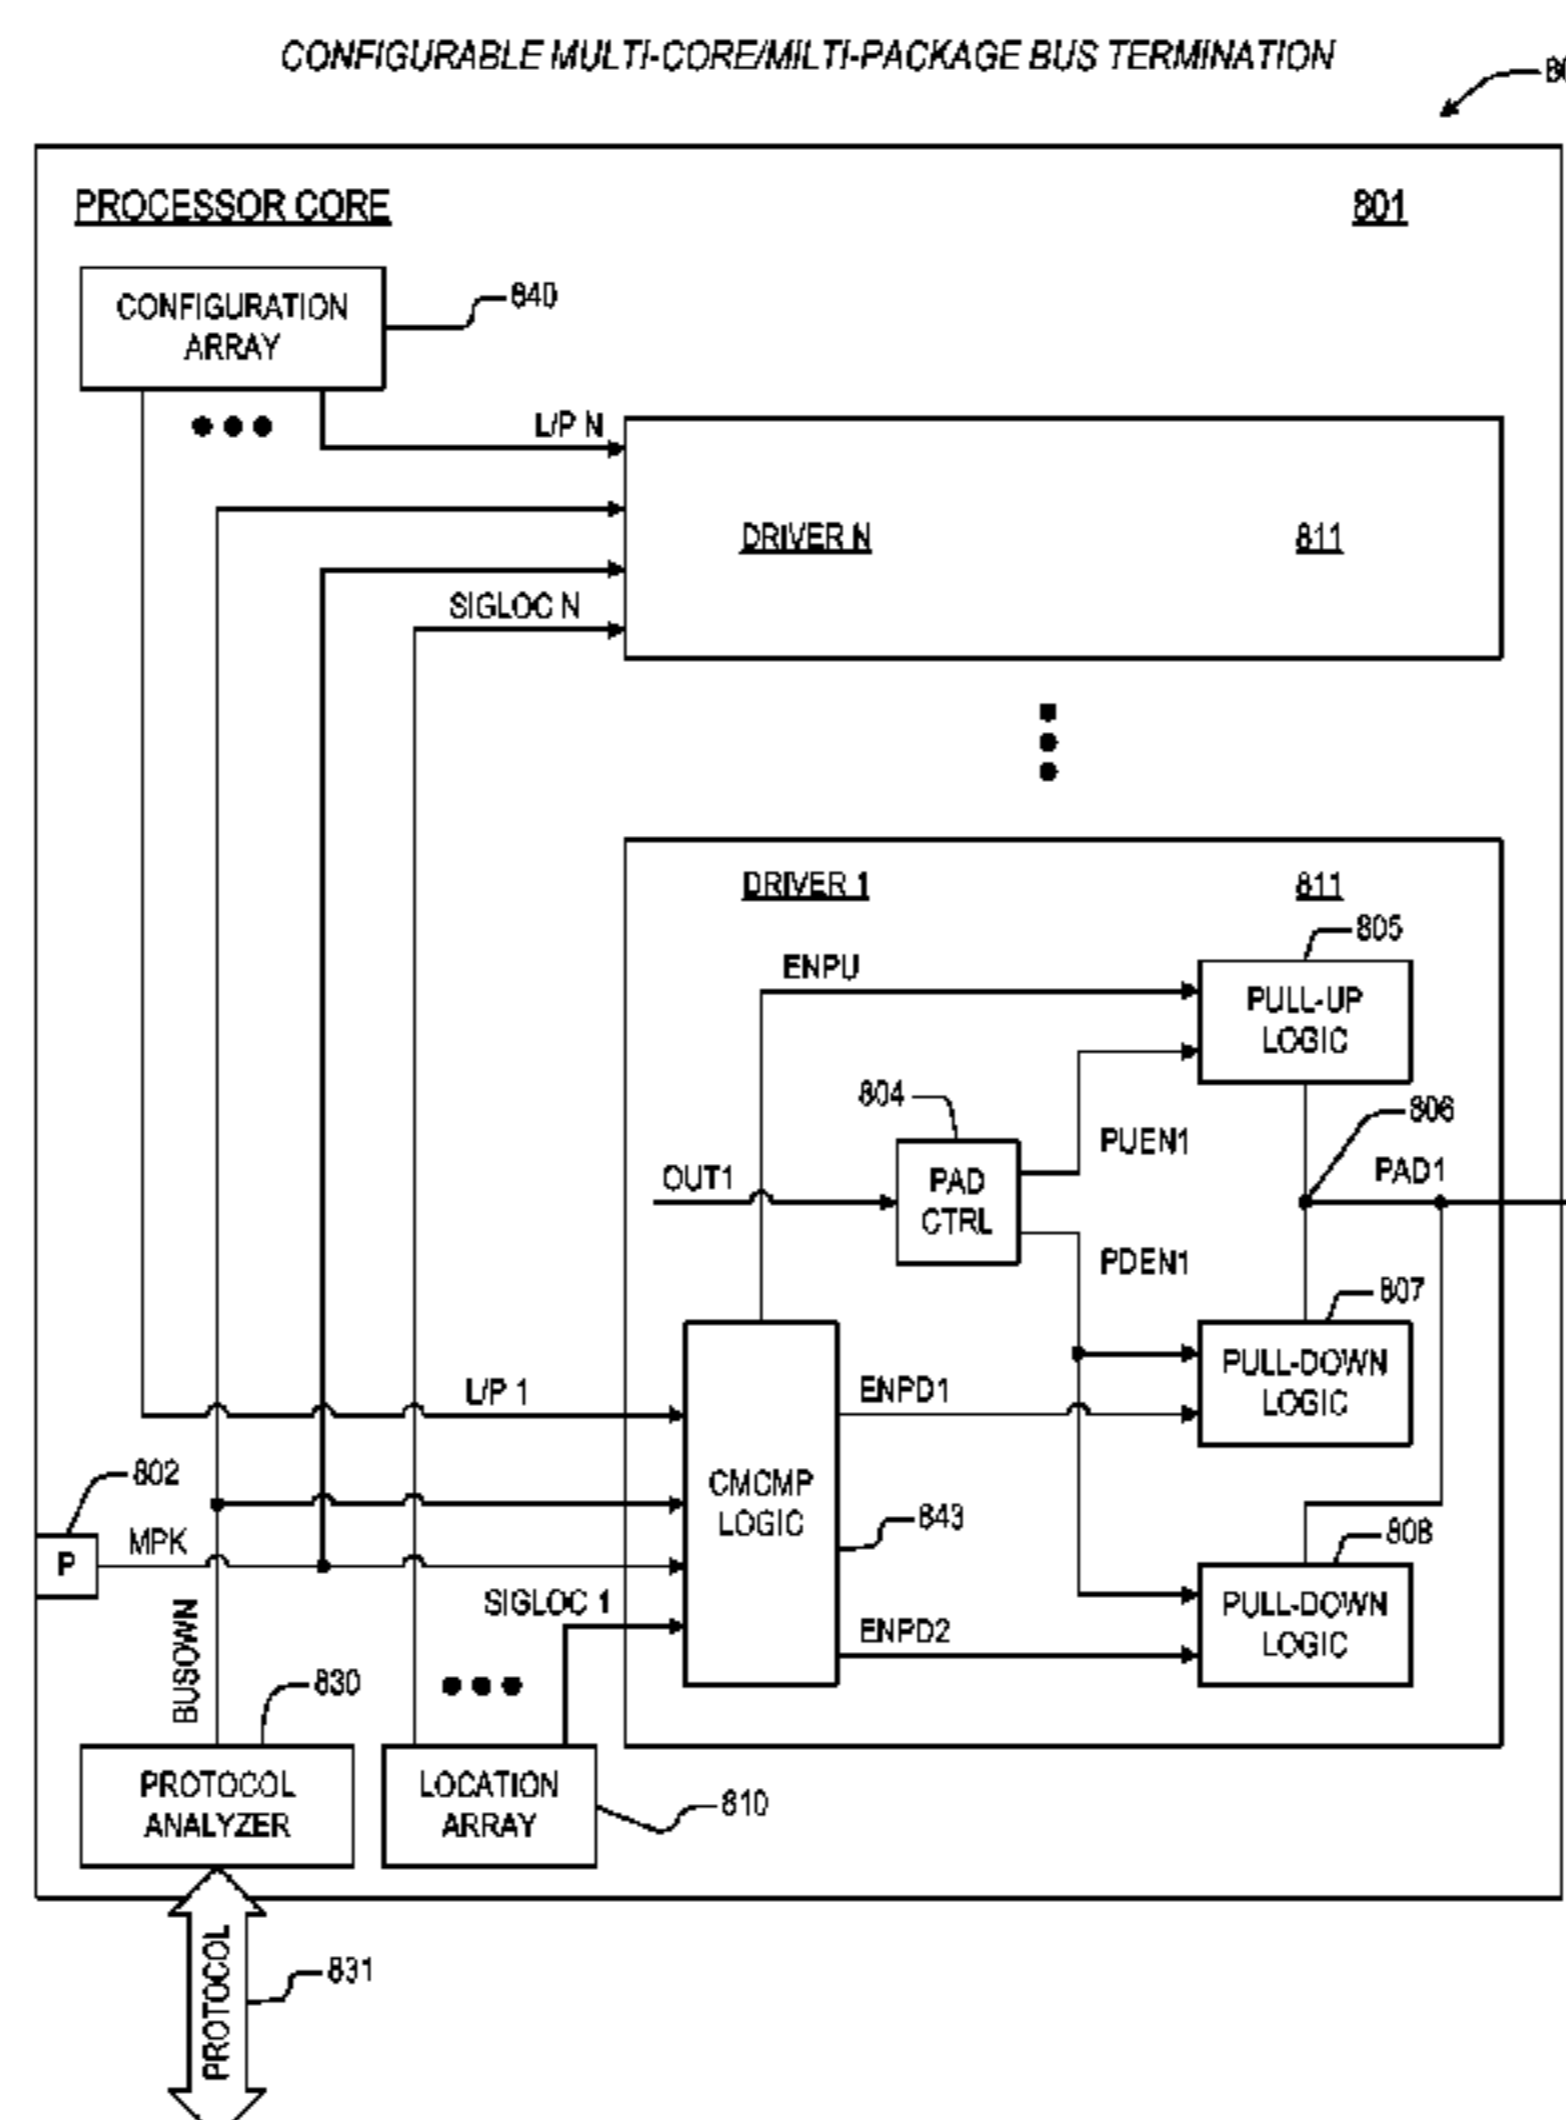 CONFIGURABLE MULTI-CORE/MILTI-PACKAGE BUS TERMINATION
PROCESSOR CORE
801
CONFIGURATION
ARRAY
840
L/P N
DRIVER N
811
SIGLOC N
DRIVER 1
811
805
ENPU
PULL-UP
LOGIC
804
806
PUEN1
PAD1
OUT1
PAD
CTRL
PDEN1
807
PULL-DOWN
LOGIC
L/P 1
ENPD1
802
CMCMP
LOGIC
843
MPK
P
808
SIGLOC 1
PULL-DOWN
LOGIC
ENPD2
BUSOWN
830
PROTOCOL
ANALYZER
LOCATION
ARRAY
810
PROTOCOL
831